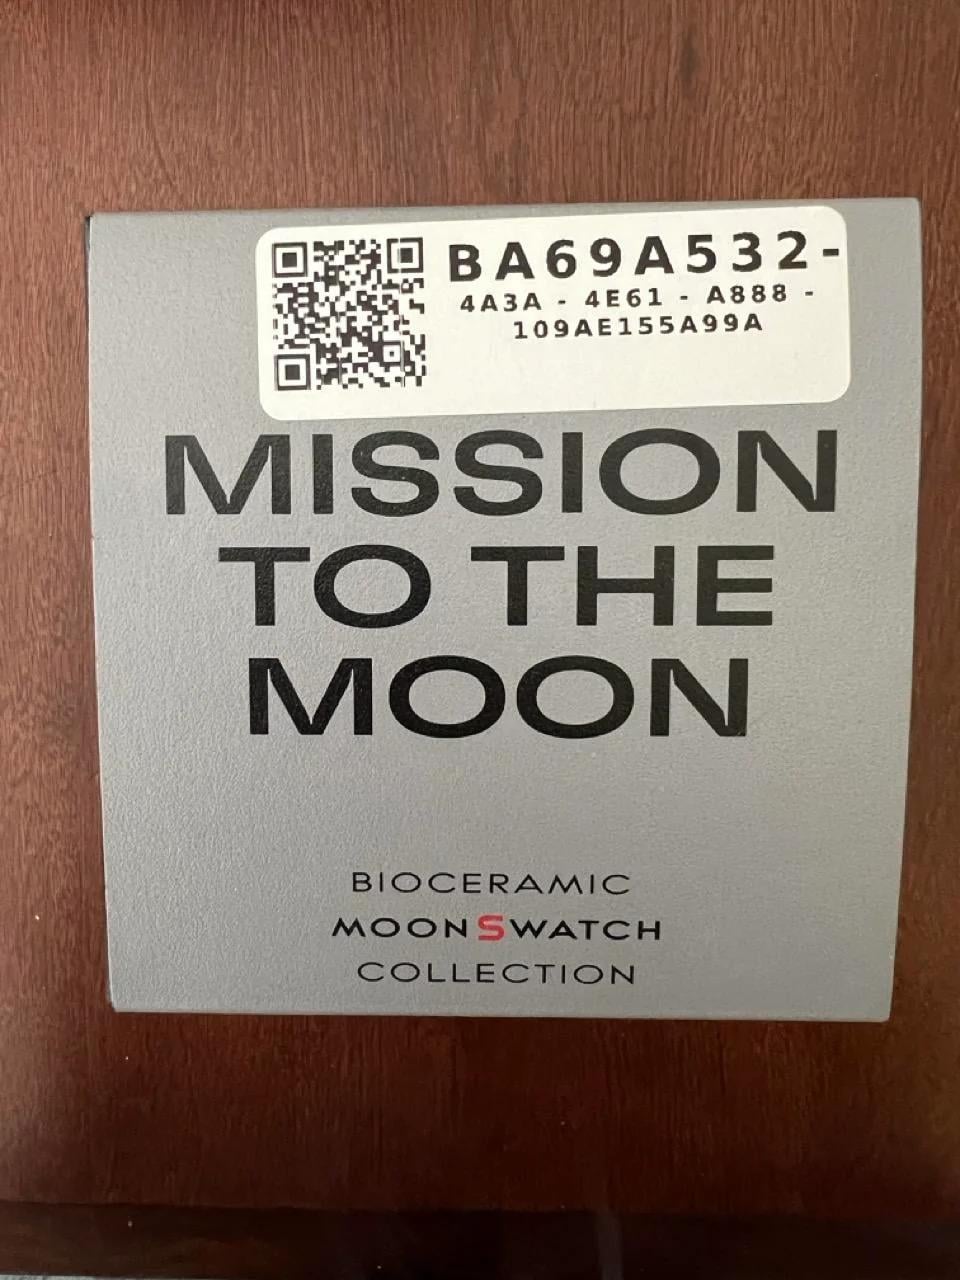 BA69A532-
4A3A - 4E61 - A888 -
109AE155A99A
MISSION
TO THE
MOON
BIOCERAMIC
MOONSWATCH
COLLECTION